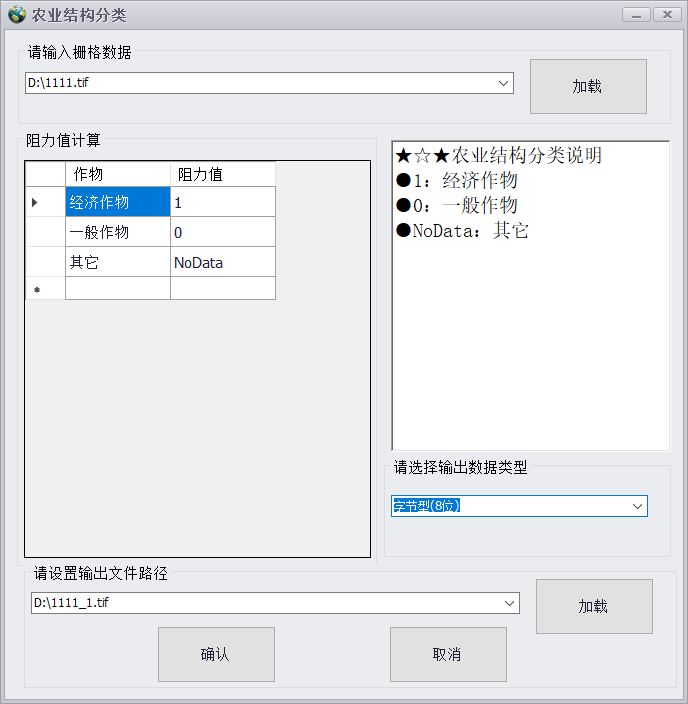 农业结构分类
请输入栅格数据
D:\1111.tif
加载
阻力值计算
作物 阻力值
经济作物 1
一般作物 0
其它 NoData
★☆★农业结构分类说明
●1：经济作物
●0：一般作物
●NoData：其它
请选择输出数据类型
字节型(8位)
请设置输出文件路径
D:\1111_1.tif
加载
确认
取消